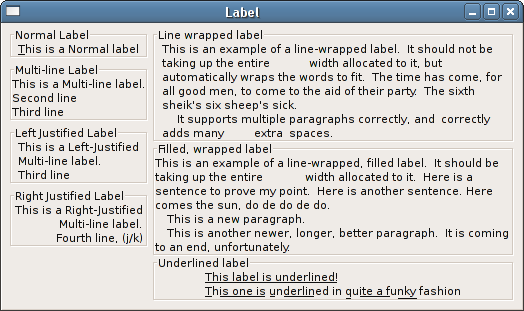 Label
Normal Label
This is a Normal label
Multi-line Label
This is a Multi-line label.
Second line
Third line
Left Justified Label
This is a Left-Justified
Multi-line label.
Third line
Right Justified Label
This is a Right-Justified
Multi-line label.
Fourth line, (j/k)
Line wrapped label
This is an example of a line-wrapped label.  It should not be
taking up the entire             width allocated to it, but
automatically wraps the words to fit.  The time has come, for
all good men, to come to the aid of their party.  The sixth
sheik's six sheep's sick.
    It supports multiple paragraphs correctly, and  correctly
adds many         extra  spaces.
Filled, wrapped label
This is an example of a line-wrapped, filled label.  It should be
taking up the entire             width allocated to it.  Here is a
sentence to prove my point.  Here is another sentence. Here
comes the sun, do de do de do.
    This is a new paragraph.
    This is another newer, longer, better paragraph.  It is coming
to an end, unfortunately.
Underlined label
This label is underlined!
This one is underlined in quite a funky fashion